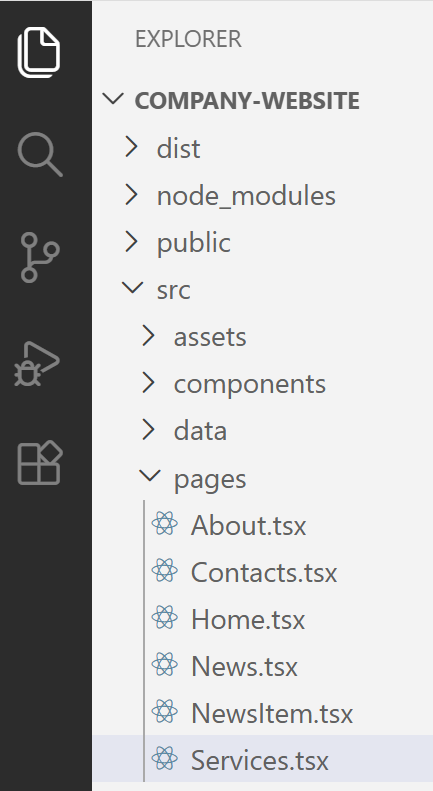 EXPLORER
COMPANY-WEBSITE
dist
node_modules
public
src
assets
components
data
pages
About.tsx
Contacts.tsx
Home.tsx
News.tsx
NewsItem.tsx
Services.tsx